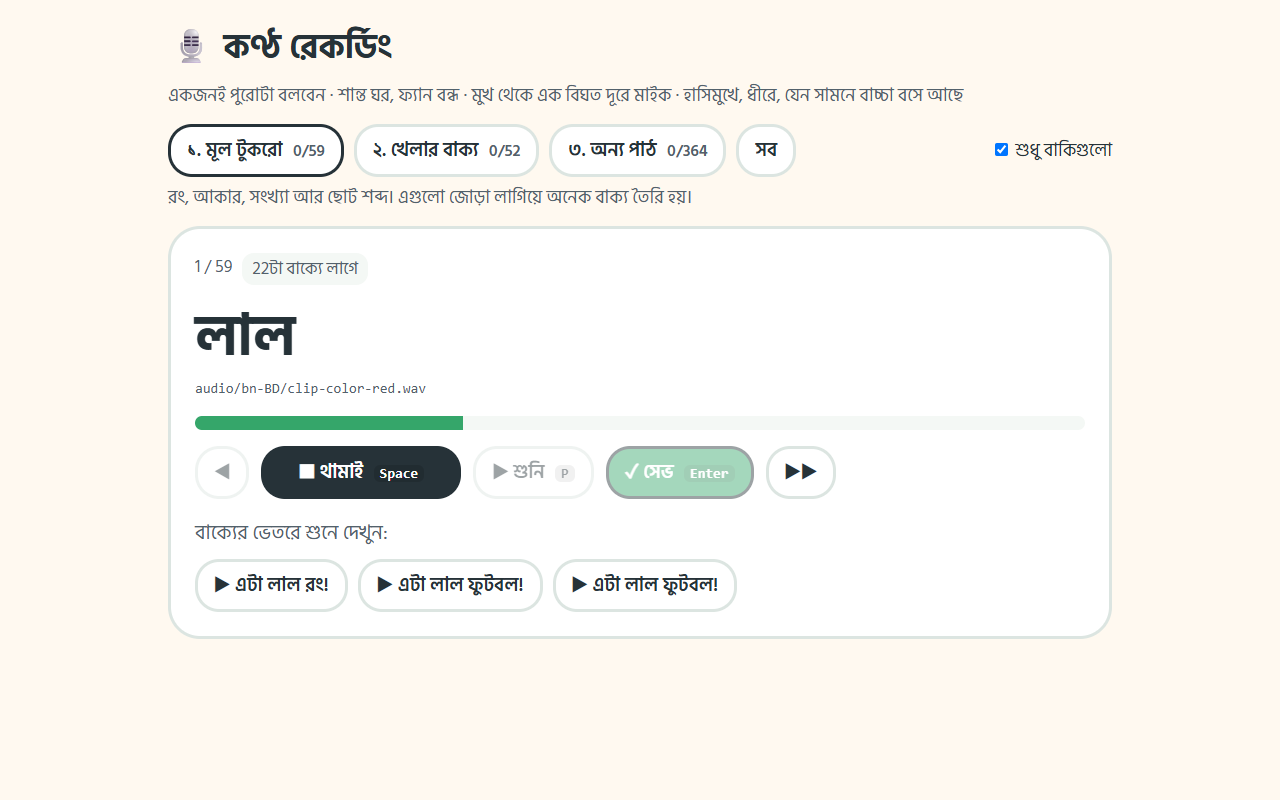 কণ্ঠ রেকর্ডিং
একজনই পুরোটা বলবেন · শান্ত ঘর, ফ্যান বন্ধ · মুখ থেকে এক বিঘত দূরে মাইক · হাসিমুখে, ধীরে, যেন সামনে বাচ্চা বসে আছে
১. মূল টুকরো 0/59 ২. খেলার বাক্য 0/52 ৩. অন্য পাঠ 0/364 সব শুধু বাকিগুলো
রং, আকার, সংখ্যা আর ছোট শব্দ। এগুলো জোড়া লাগিয়ে অনেক বাক্য তৈরি হয়।
1 / 59 22টা বাক্যে লাগে
লাল
audio/bn-BD/clip-color-red.wav
◀ ■ থামাই Space ▶ শুনি P ✓ সেভ Enter ▶▶
বাক্যের ভেতরে শুনে দেখুন:
▶ এটা লাল রং! ▶ এটা লাল ফুটবল! ▶ এটা লাল ফুটবল!